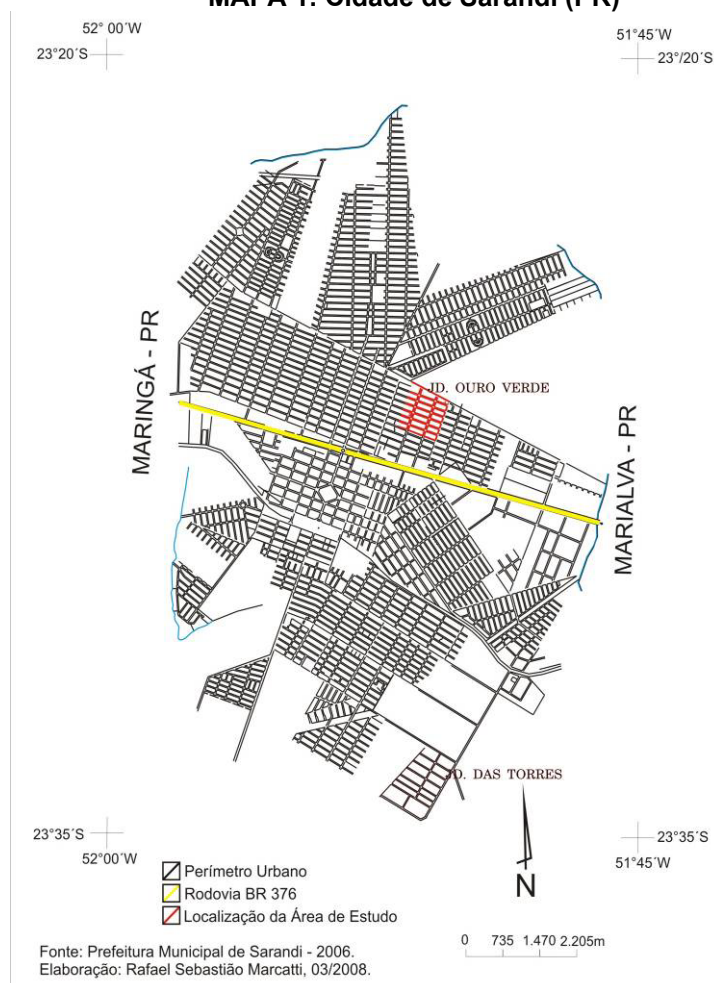 MAPA 1: Cidade de Sarandi (PR)
52° 00´W
51°45´W
23°20´S
23°/20´S
MARINGÁ - PR
JD. OURO VERDE
MARIALVA - PR
JD. DAS TORRES
23°35´S
23°35´S
52°00´W
51°45´W
N
Perímetro Urbano
Rodovia BR 376
Localização da Área de Estudo
0 735 1.470 2.205m
Fonte: Prefeitura Municipal de Sarandi - 2006.
Elaboração: Rafael Sebastião Marcatti, 03/2008.